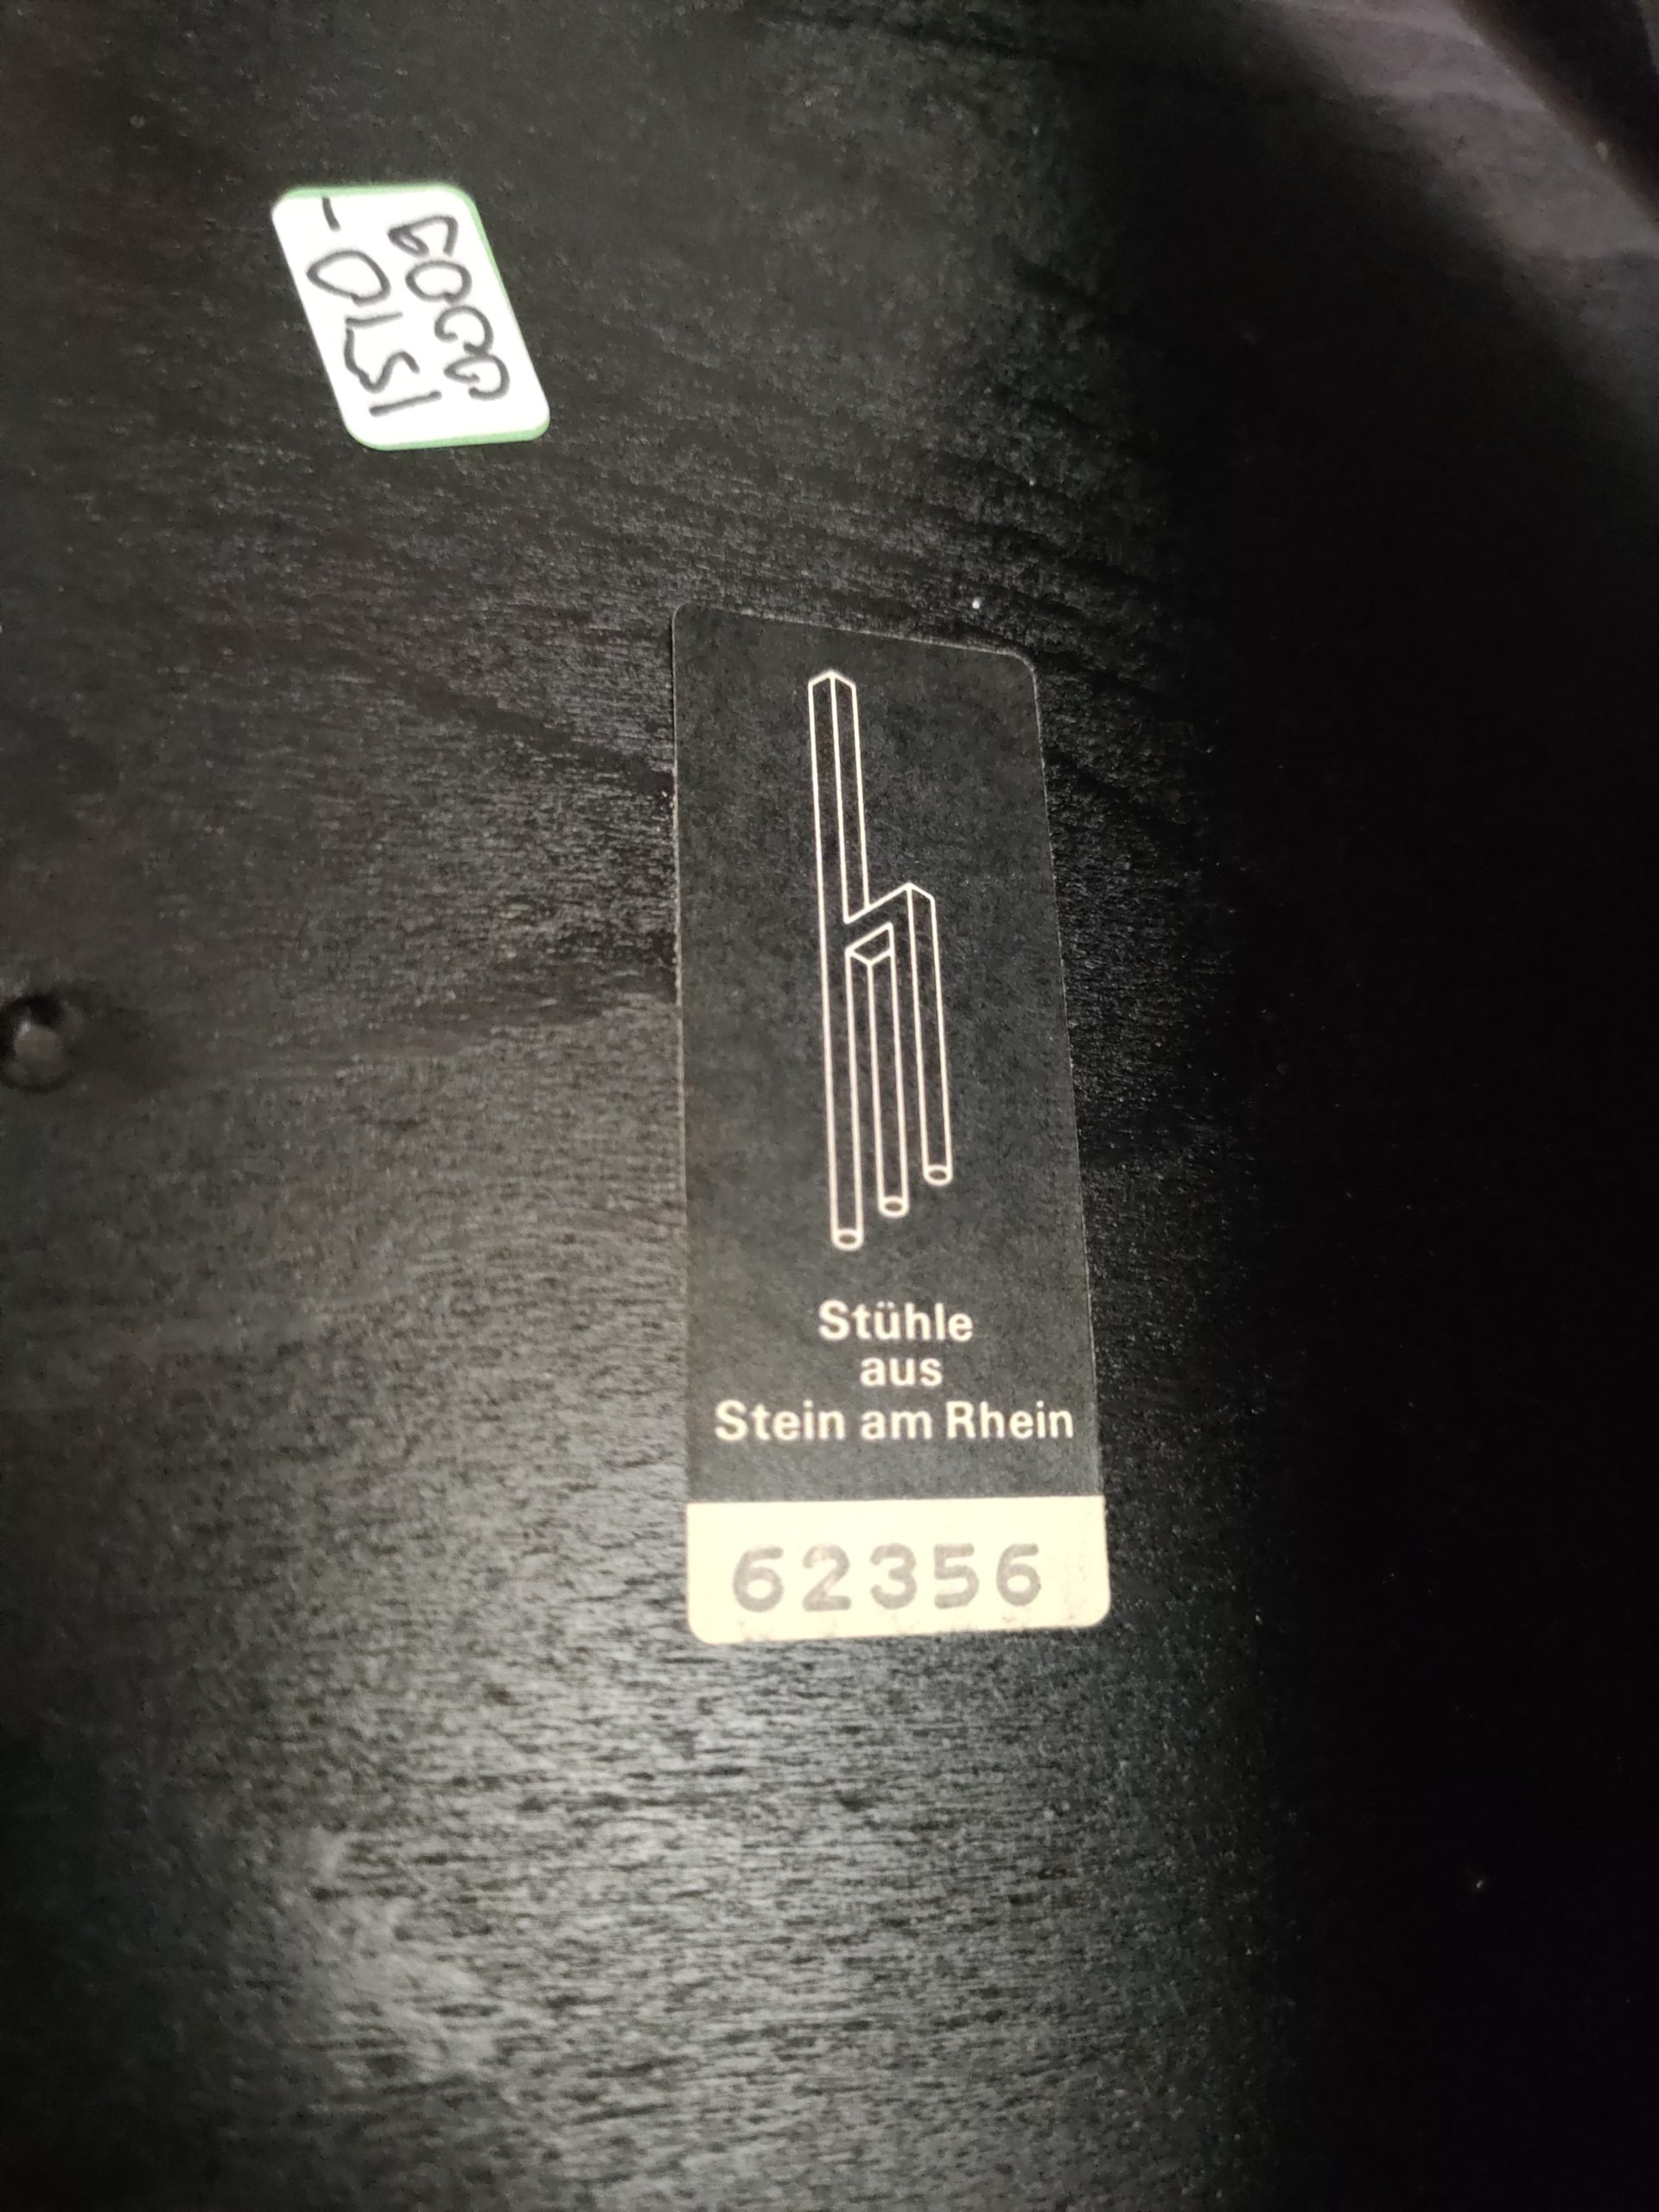 Stühle
aus
Stein am Rhein
62356